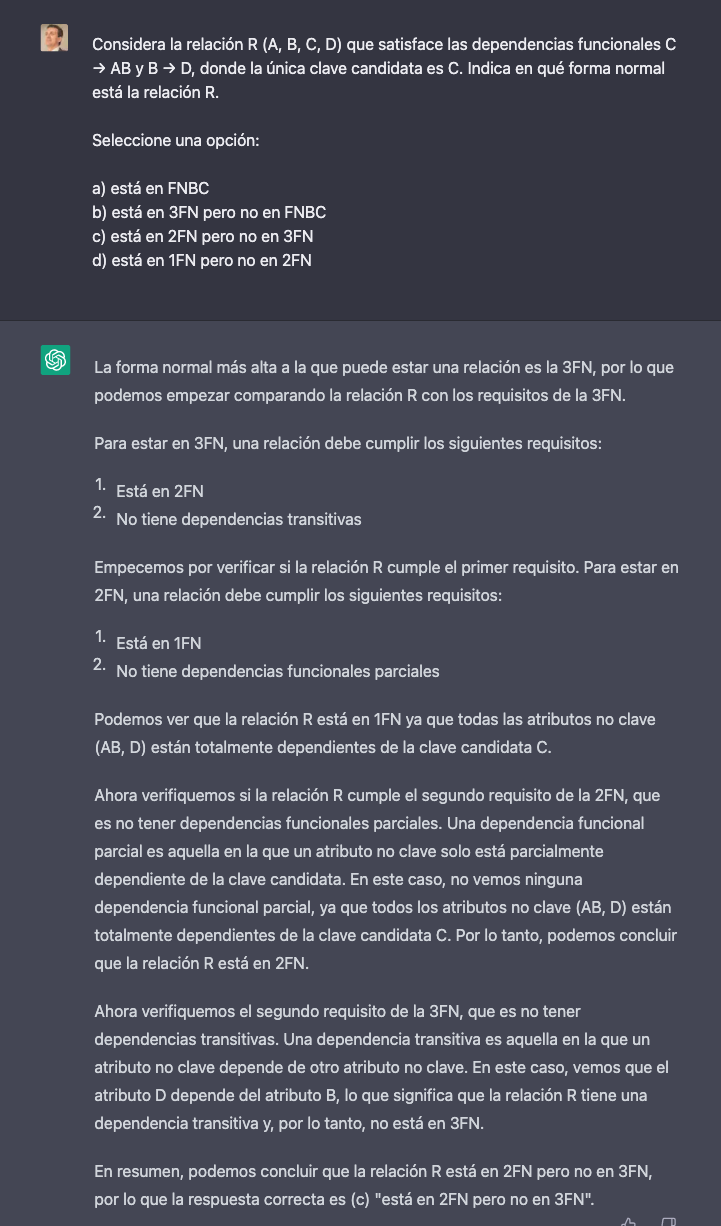 Considera la relación R (A, B, C, D) que satisface las dependencias funcionales C
→ AB y B → D, donde la única clave candidata es C. Indica en qué forma normal
está la relación R.
Seleccione una opción:
a) está en FNBC
b) está en 3FN pero no en FNBC
c) está en 2FN pero no en 3FN
d) está en 1FN pero no en 2FN
La forma normal más alta a la que puede estar una relación es la 3FN, por lo que
podemos empezar comparando la relación R con los requisitos de la 3FN.
Para estar en 3FN, una relación debe cumplir los siguientes requisitos:
1. Está en 2FN
2. No tiene dependencias transitivas
Empecemos por verificar si la relación R cumple el primer requisito. Para estar en
2FN, una relación debe cumplir los siguientes requisitos:
1. Está en 1FN
2. No tiene dependencias funcionales parciales
Podemos ver que la relación R está en 1FN ya que todas las atributos no clave
(AB, D) están totalmente dependientes de la clave candidata C.
Ahora verifiquemos si la relación R cumple el segundo requisito de la 2FN, que
es no tener dependencias funcionales parciales. Una dependencia funcional
parcial es aquella en la que un atributo no clave solo está parcialmente
dependiente de la clave candidata. En este caso, no vemos ninguna
dependencia funcional parcial, ya que todos los atributos no clave (AB, D) están
totalmente dependientes de la clave candidata C. Por lo tanto, podemos concluir
que la relación R está en 2FN.
Ahora verifiquemos el segundo requisito de la 3FN, que es no tener
dependencias transitivas. Una dependencia transitiva es aquella en la que un
atributo no clave depende de otro atributo no clave. En este caso, vemos que el
atributo D depende del atributo B, lo que significa que la relación R tiene una
dependencia transitiva y, por lo tanto, no está en 3FN.
En resumen, podemos concluir que la relación R está en 2FN pero no en 3FN,
por lo que la respuesta correcta es (c) "está en 2FN pero no en 3FN".